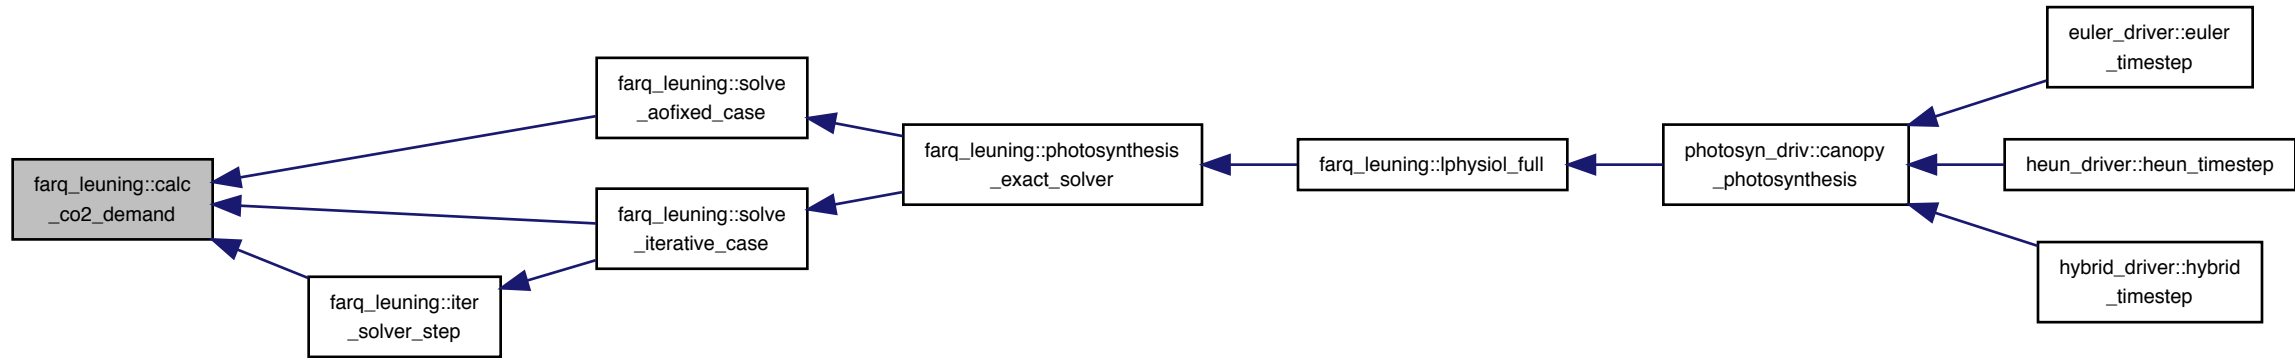 farq_leuning::calc
_co2_demand
farq_leuning::solve
_aofixed_case
farq_leuning::solve
_iterative_case
farq_leuning::iter
_solver_step
farq_leuning::photosynthesis
_exact_solver
farq_leuning::lphysiol_full
photosyn_driv::canopy
_photosynthesis
euler_driver::euler
_timestep
heun_driver::heun_timestep
hybrid_driver::hybrid
_timestep